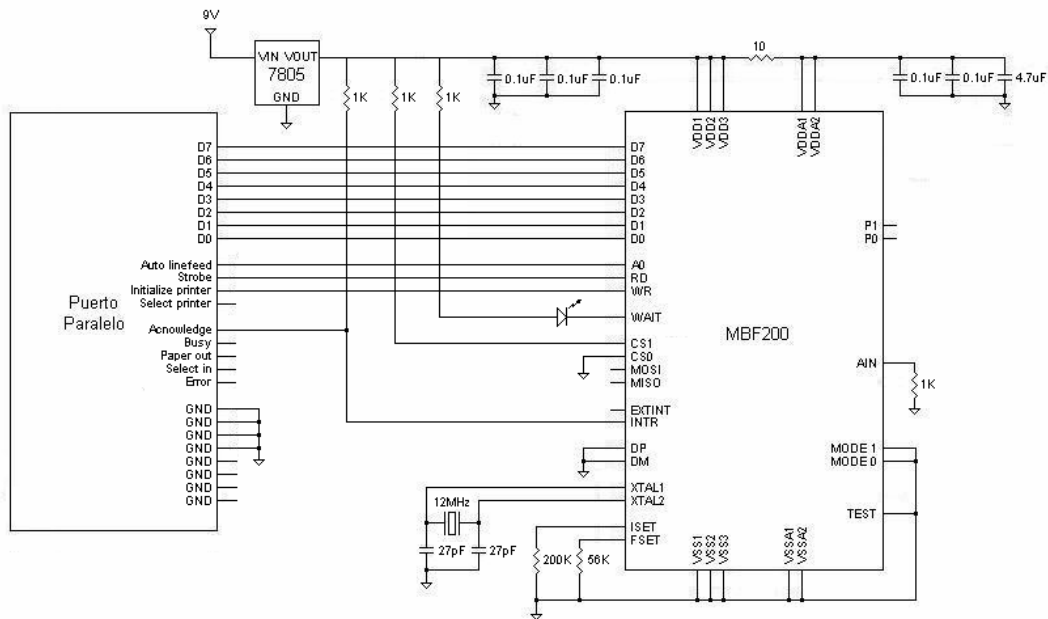 9V
VIN VOUT
7805
GND
1K
1K
1K
0.1uF
0.1uF
0.1uF
10
0.1uF
0.1uF
4.7uF
VDD1
VDD2
VDD3
VDDA1
VDDA2
D7
D6
D5
D4
D3
D2
D1
D0
Auto linefeed
Strobe
Initialize printer
Select printer
Acnowledge
Busy
Paper out
Select in
Error
GND
GND
GND
GND
GND
GND
GND
GND
Puerto
Paralelo
D7
D6
D5
D4
D3
D2
D1
D0
A0
RD
WR
WAIT
CS1
CS0
MOSI
MISO
EXTINT
INTR
DP
DM
XTAL1
XTAL2
ISET
FSET
MBF200
P1
P0
AIN
1K
MODE 1
MODE 0
TEST
12MHz
27pF
27pF
200K
56K
VSS1
VSS2
VSS3
VSSA1
VSSA2